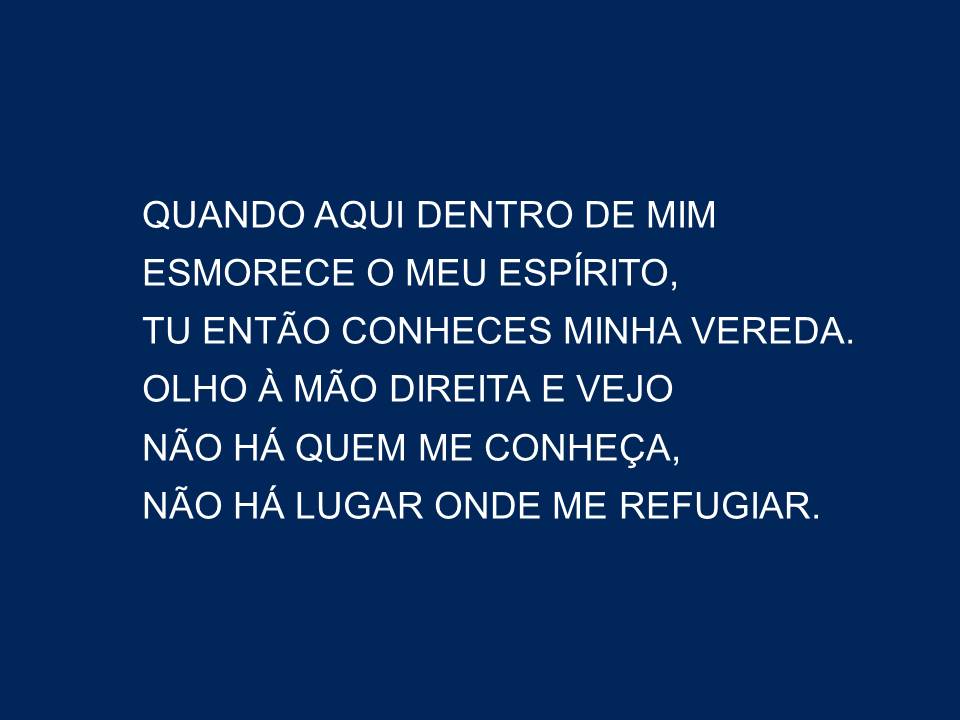 QUANDO AQUI DENTRO DE MIM
ESMORECE O MEU ESPÍRITO,
TU ENTÃO CONHECES MINHA VEREDA.
OLHO À MÃO DIREITA E VEJO
NÃO HÁ QUEM ME CONHEÇA,
NÃO HÁ LUGAR ONDE ME REFUGIAR.